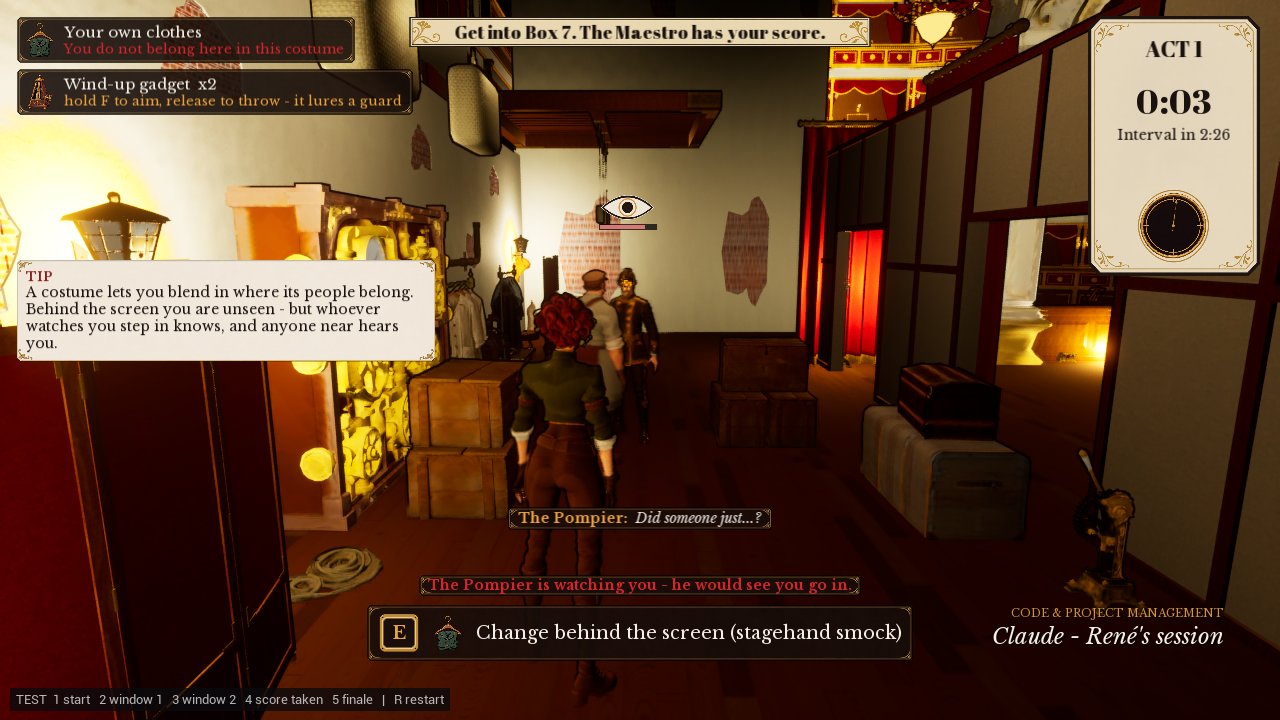 Your own clothes
You do not belong here in this costume
Wind-up gadget x2
hold F to aim, release to throw - it lures a guard
Get into Box 7. The Maestro has your score.
ACT I
0:03
Interval in 2:26
TIP
A costume lets you blend in where its people belong.
Behind the screen you are unseen - but whoever
watches you step in knows, and anyone near hears
you.
The Pompier: Did someone just...?
The Pompier is watching you - he would see you go in.
E Change behind the screen (stagehand smock)
CODE & PROJECT MANAGEMENT
Claude - René's session
TEST 1 start 2 window 1 3 window 2 4 score taken 5 finale | R restart